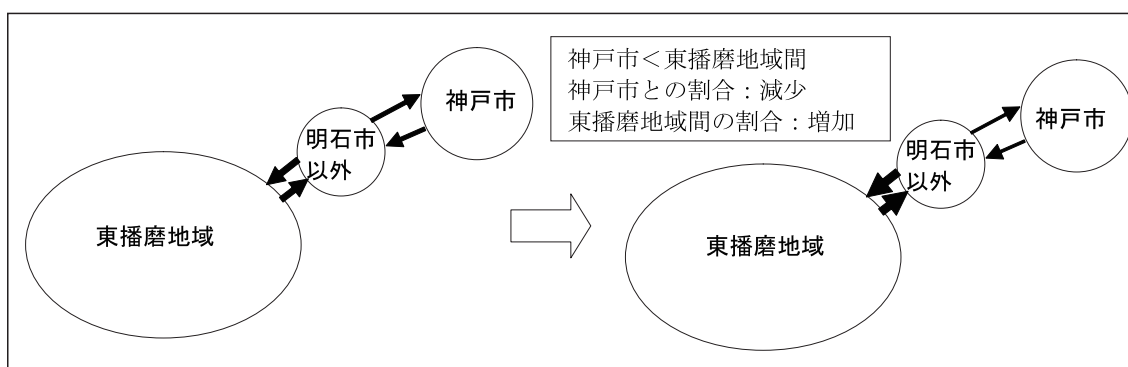 神戸市
明石市
以外
東播磨地域
神戸市＜東播磨地域間
神戸市との割合：減少
東播磨地域間の割合：増加
神戸市
明石市
以外
東播磨地域